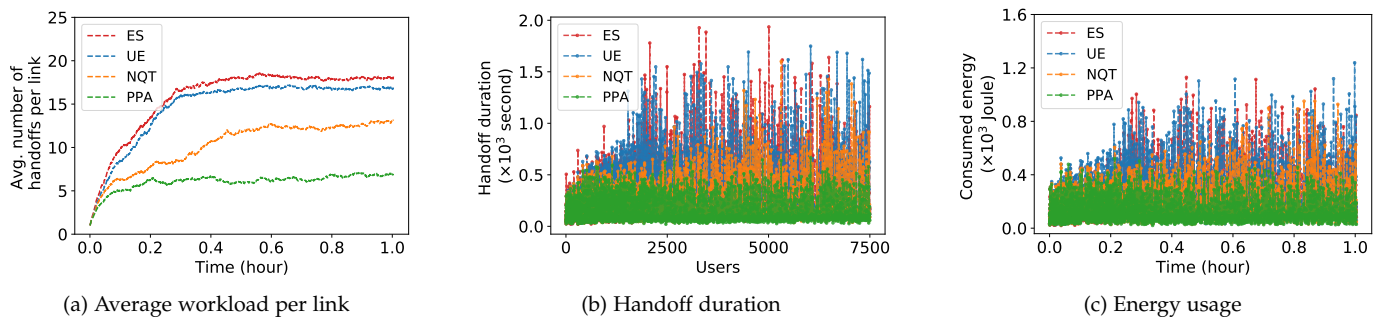 25
20
15
10
5
0
Avg. number of
handoffs per link
ES
UE
NQT
PPA
0.0 0.2 0.4 0.6 0.8 1.0
Time (hour)
(a) Average workload per link
2.0
1.5
1.0
0.5
0.0
Handoff duration
(×10³ second)
ES
UE
NQT
PPA
0 2500 5000 7500
Users
(b) Handoff duration
1.6
1.2
0.8
0.4
0.0
Consumed energy
(×10³ Joule)
ES
UE
NQT
PPA
0.0 0.2 0.4 0.6 0.8 1.0
Time (hour)
(c) Energy usage